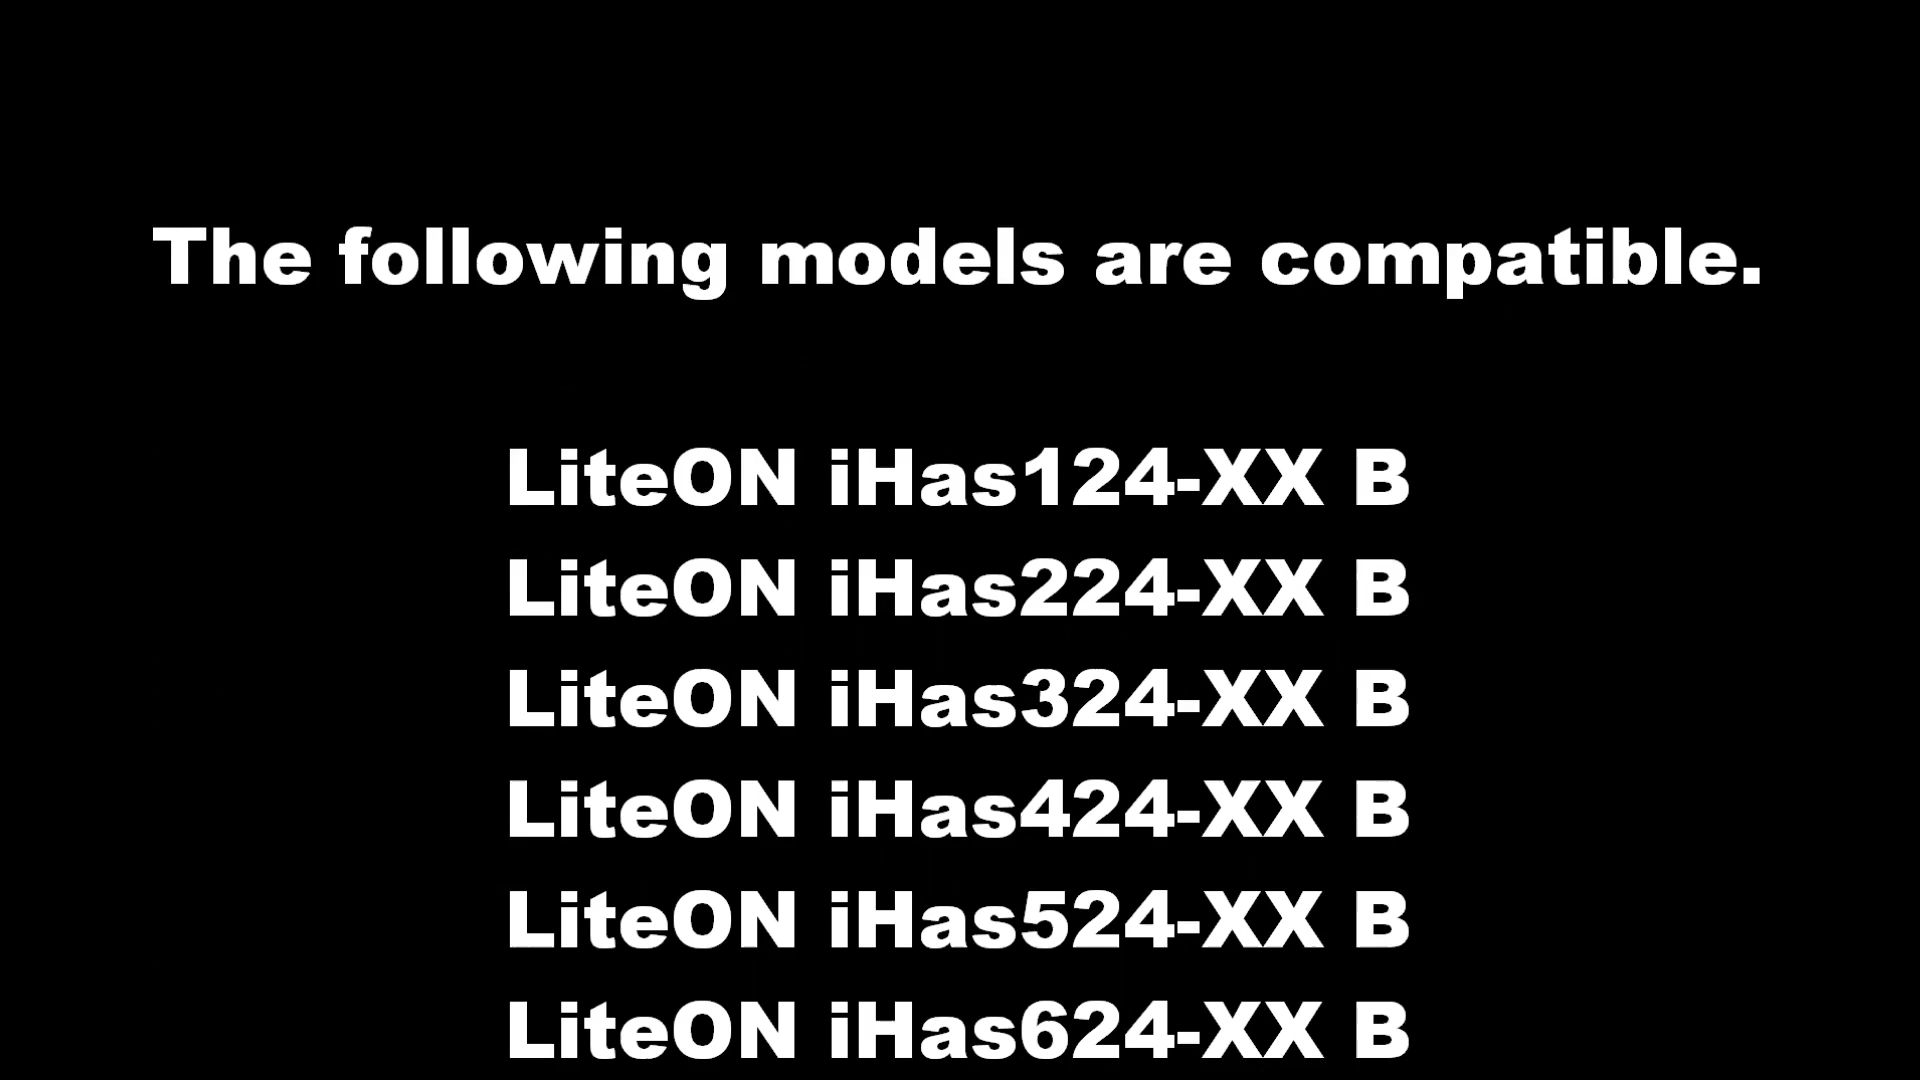 The following models are compatible.
LiteON iHas124-XX B
LiteON iHas224-XX B
LiteON iHas324-XX B
LiteON iHas424-XX B
LiteON iHas524-XX B
LiteON iHas624-XX B